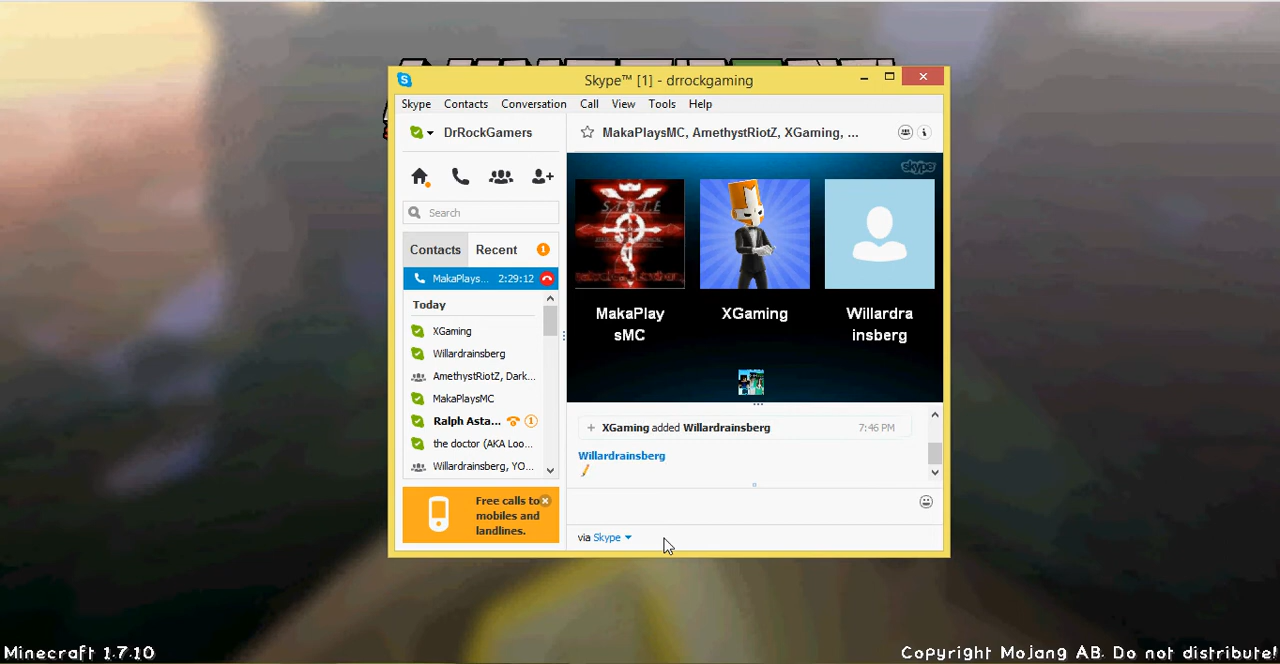 Skype™ [1] - drrockgaming
Skype Contacts Conversation Call View Tools Help
DrRockGamers
Search
Contacts Recent 1
MakaPlays... 2:29:12
Today
XGaming
Willardrainsberg
AmethystRiotZ, Dark...
MakaPlaysMC
Ralph Asta... 1
the doctor (AKA Loo...
Willardrainsberg, YO...
Free calls to
mobiles and
landlines.
MakaPlaysMC, AmethystRiotZ, XGaming, ...
skype
MakaPlay
sMC
XGaming
Willardra
insberg
+ XGaming added Willardrainsberg 7:46 PM
Willardrainsberg
via Skype
Minecraft 1.7.10
Copyright Mojang AB. Do not distribute!